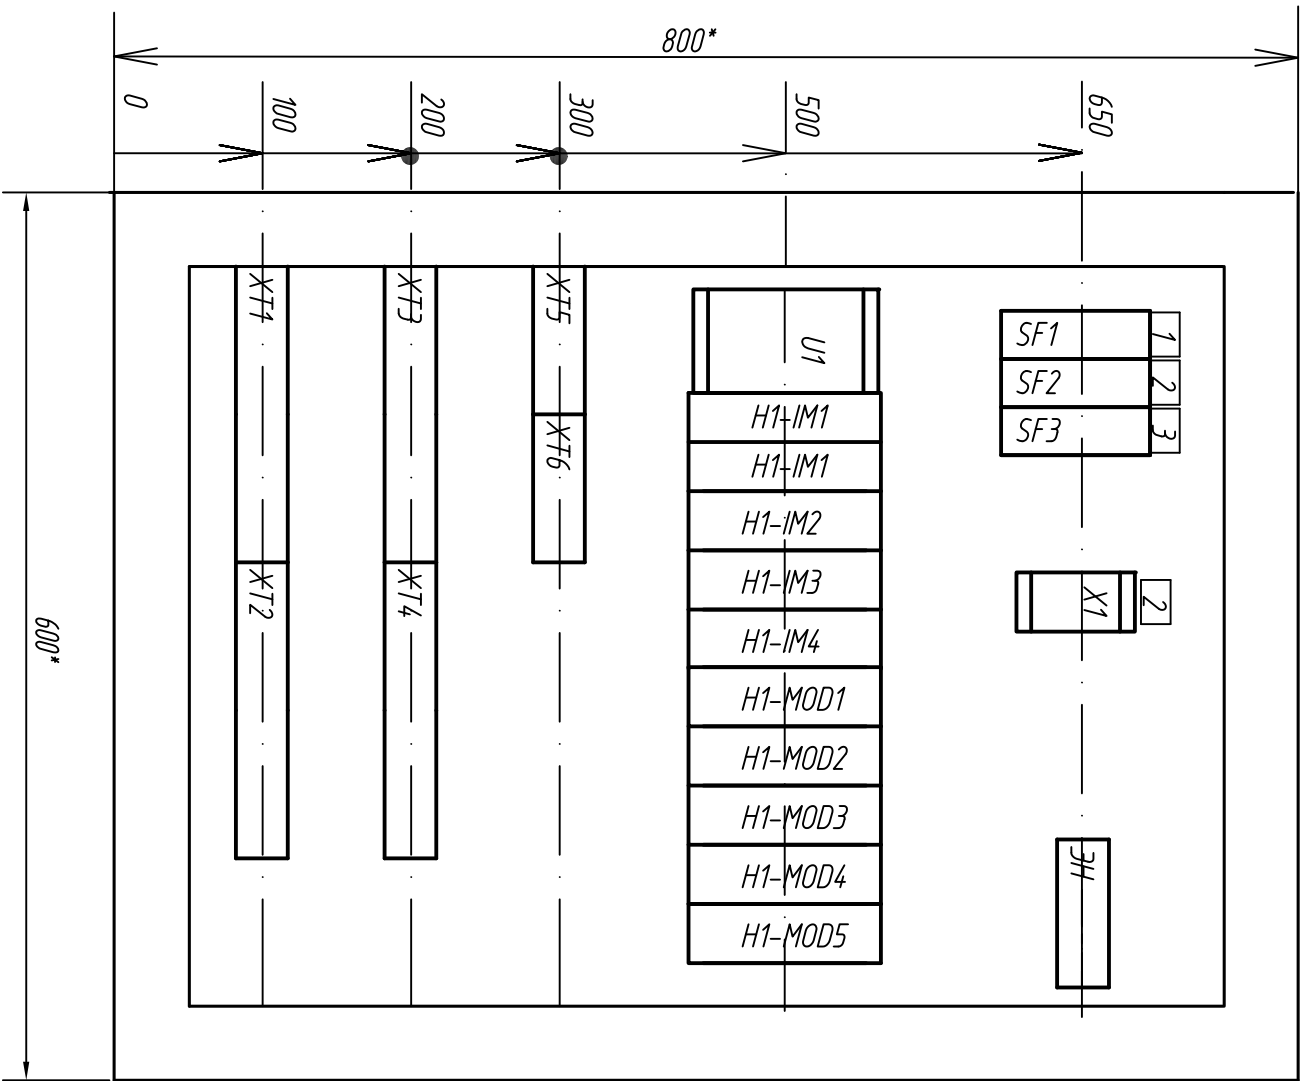 800*
0
100
200
300
500
650
600*
XT1
XT3
XT5
U1
SF1
1
SF2
2
SF3
3
XT6
H1-IM1
H1-IM1
H1-IM2
H1-IM3
H1-IM4
XT2
XT4
X1
2
H1-MOD1
H1-MOD2
H1-MOD3
H1-MOD4
H1-MOD5
ЭН